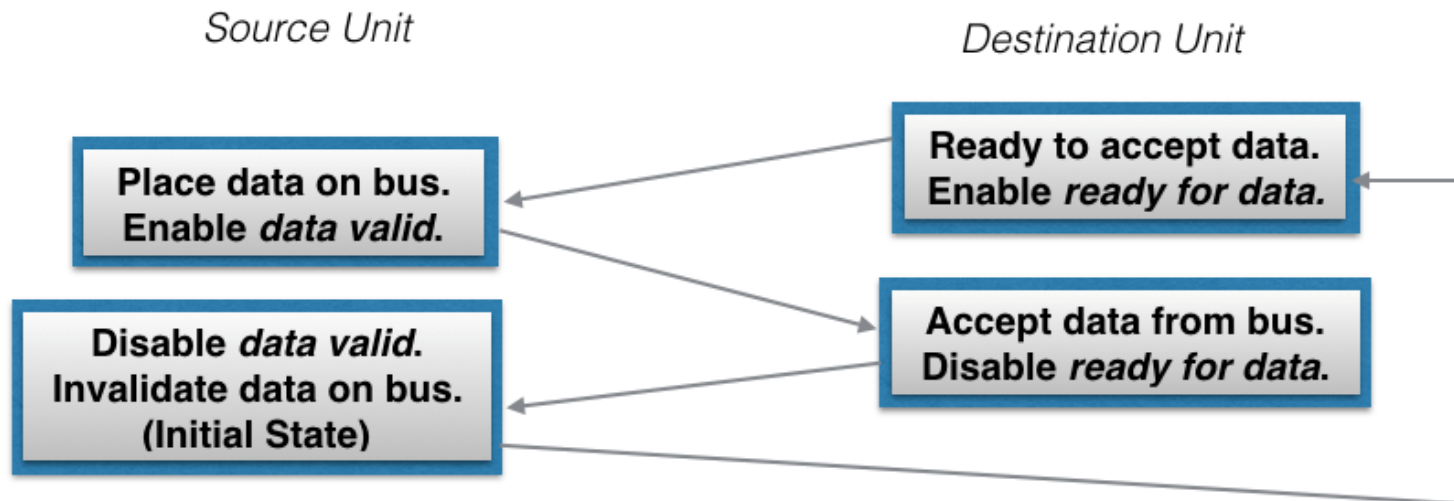 Source Unit
Destination Unit
Place data on bus.
Enable data valid.
Ready to accept data.
Enable ready for data.
Disable data valid.
Invalidate data on bus.
(Initial State)
Accept data from bus.
Disable ready for data.